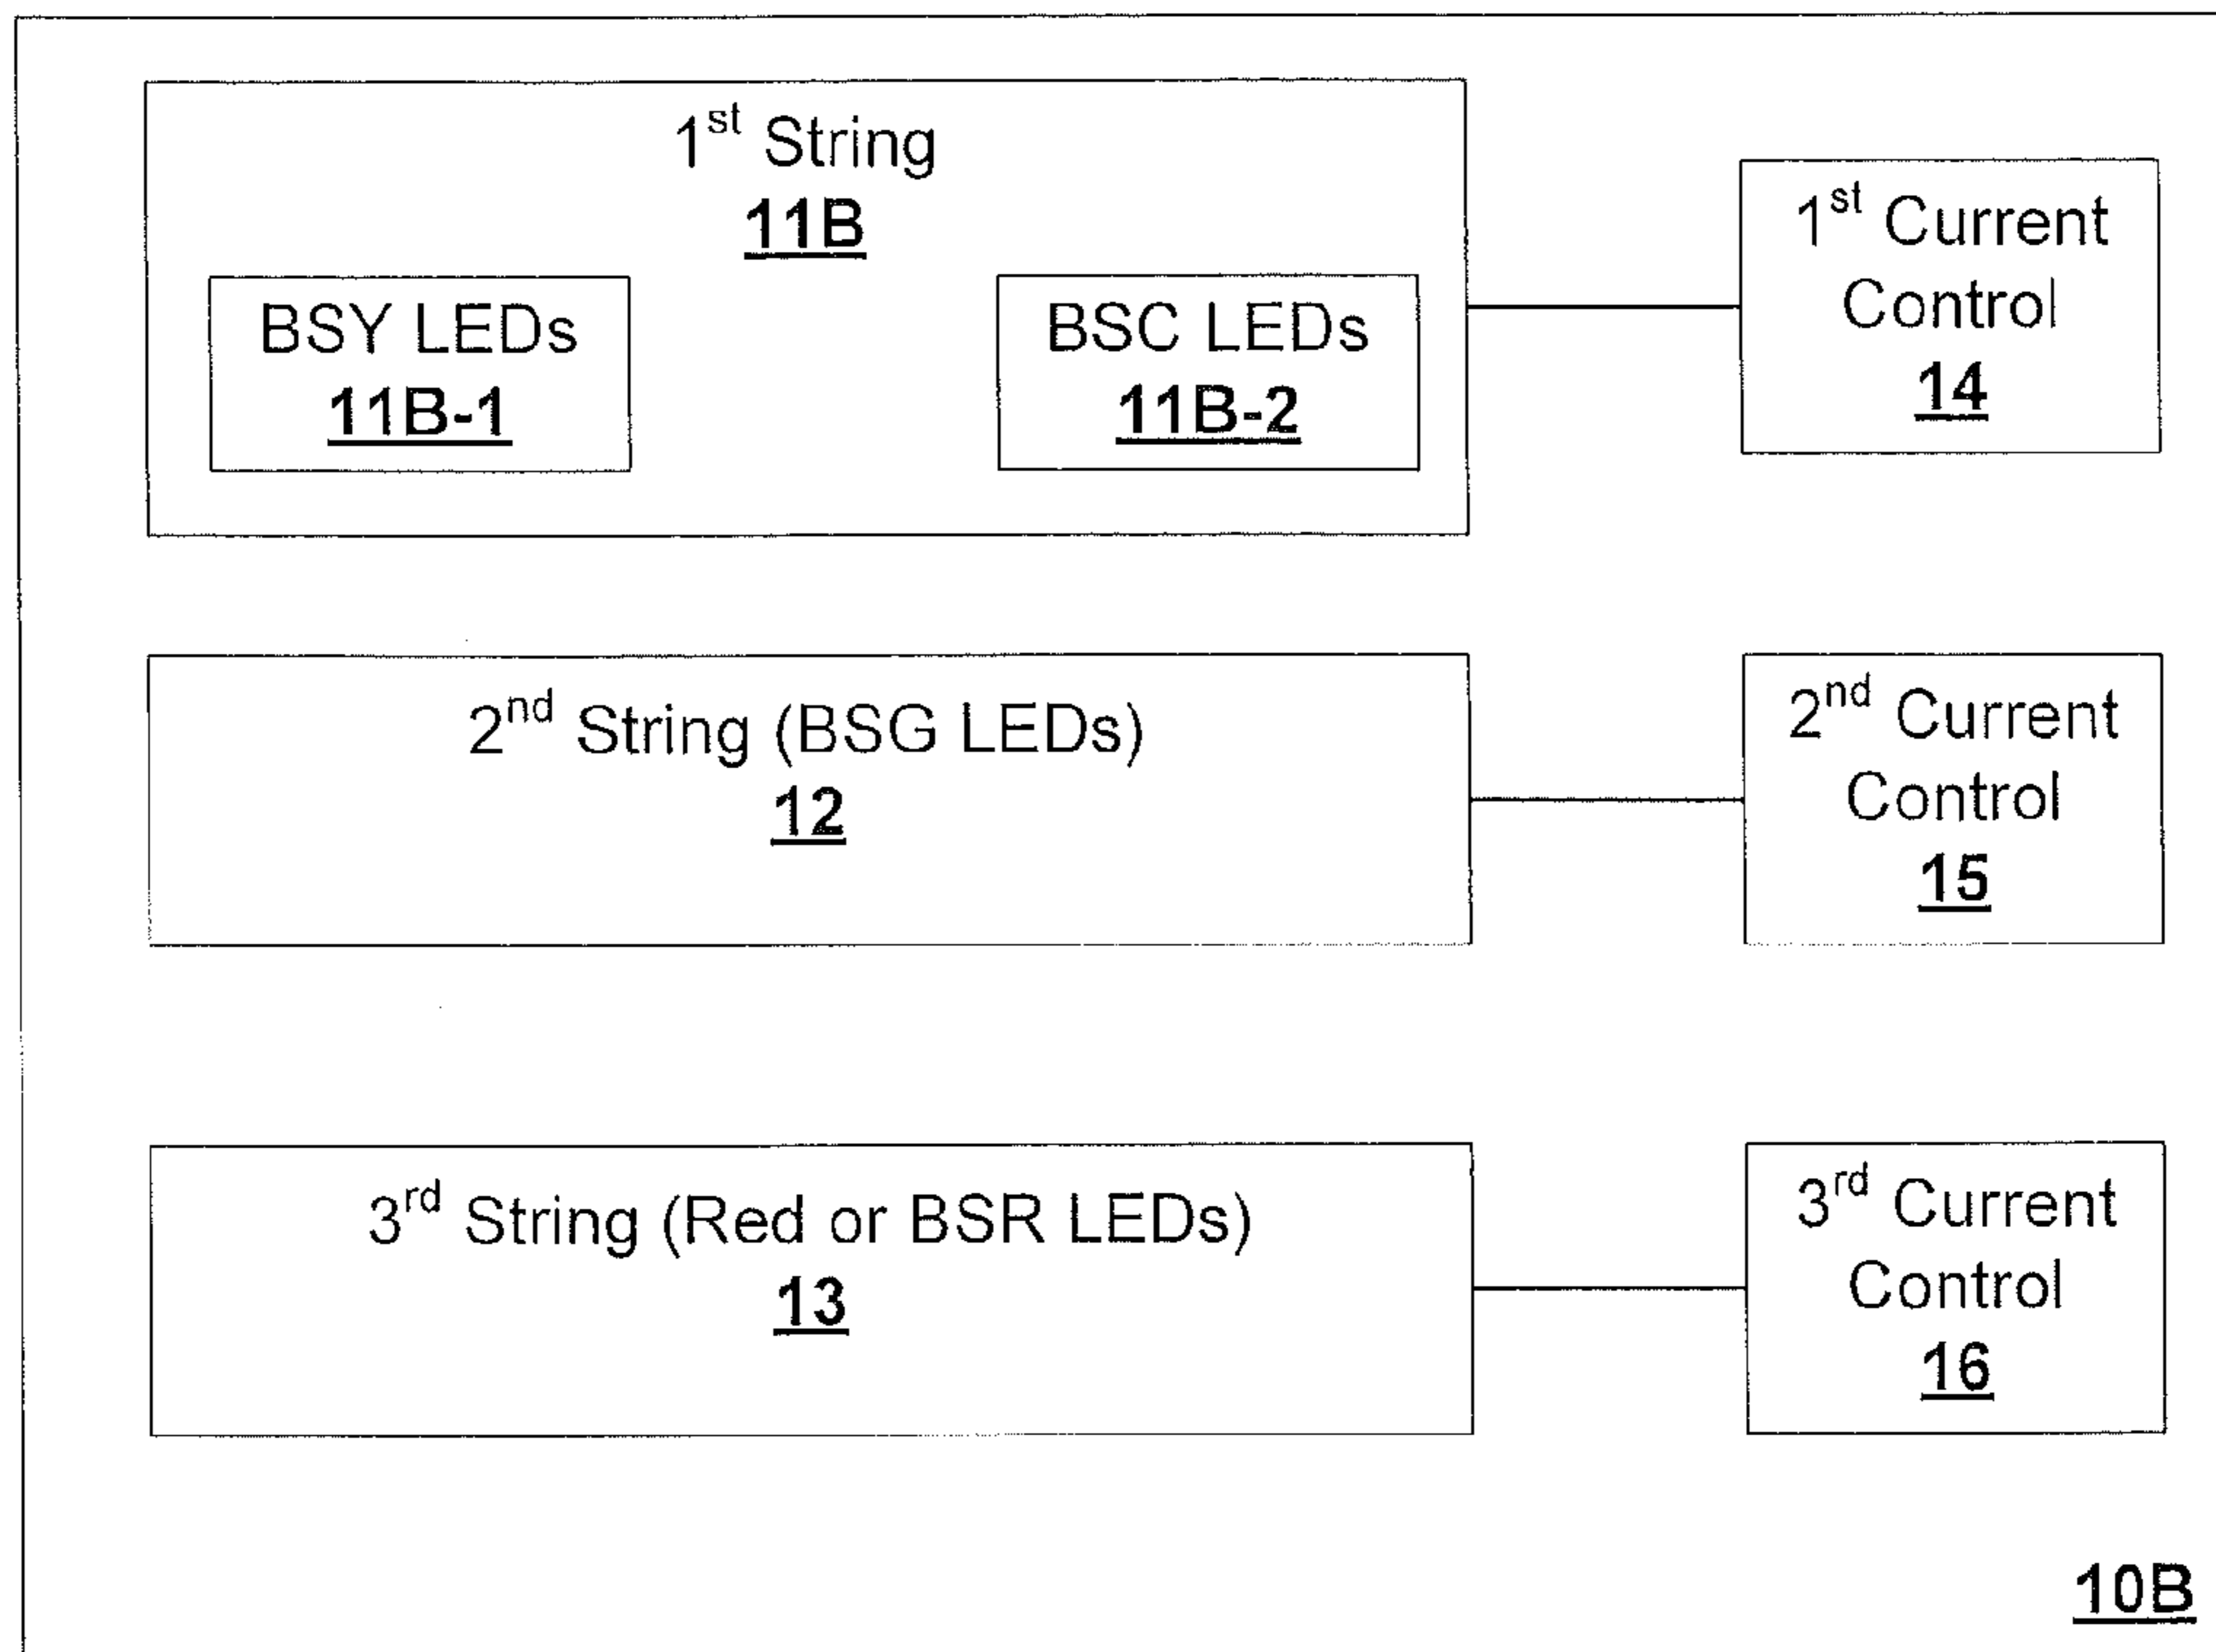 1st String
11B
BSY LEDs
11B-1
BSC LEDs
11B-2
1st Current
Control
14
2nd String (BSG LEDs)
12
2nd Current
Control
15
3rd String (Red or BSR LEDs)
13
3rd Current
Control
16
10B